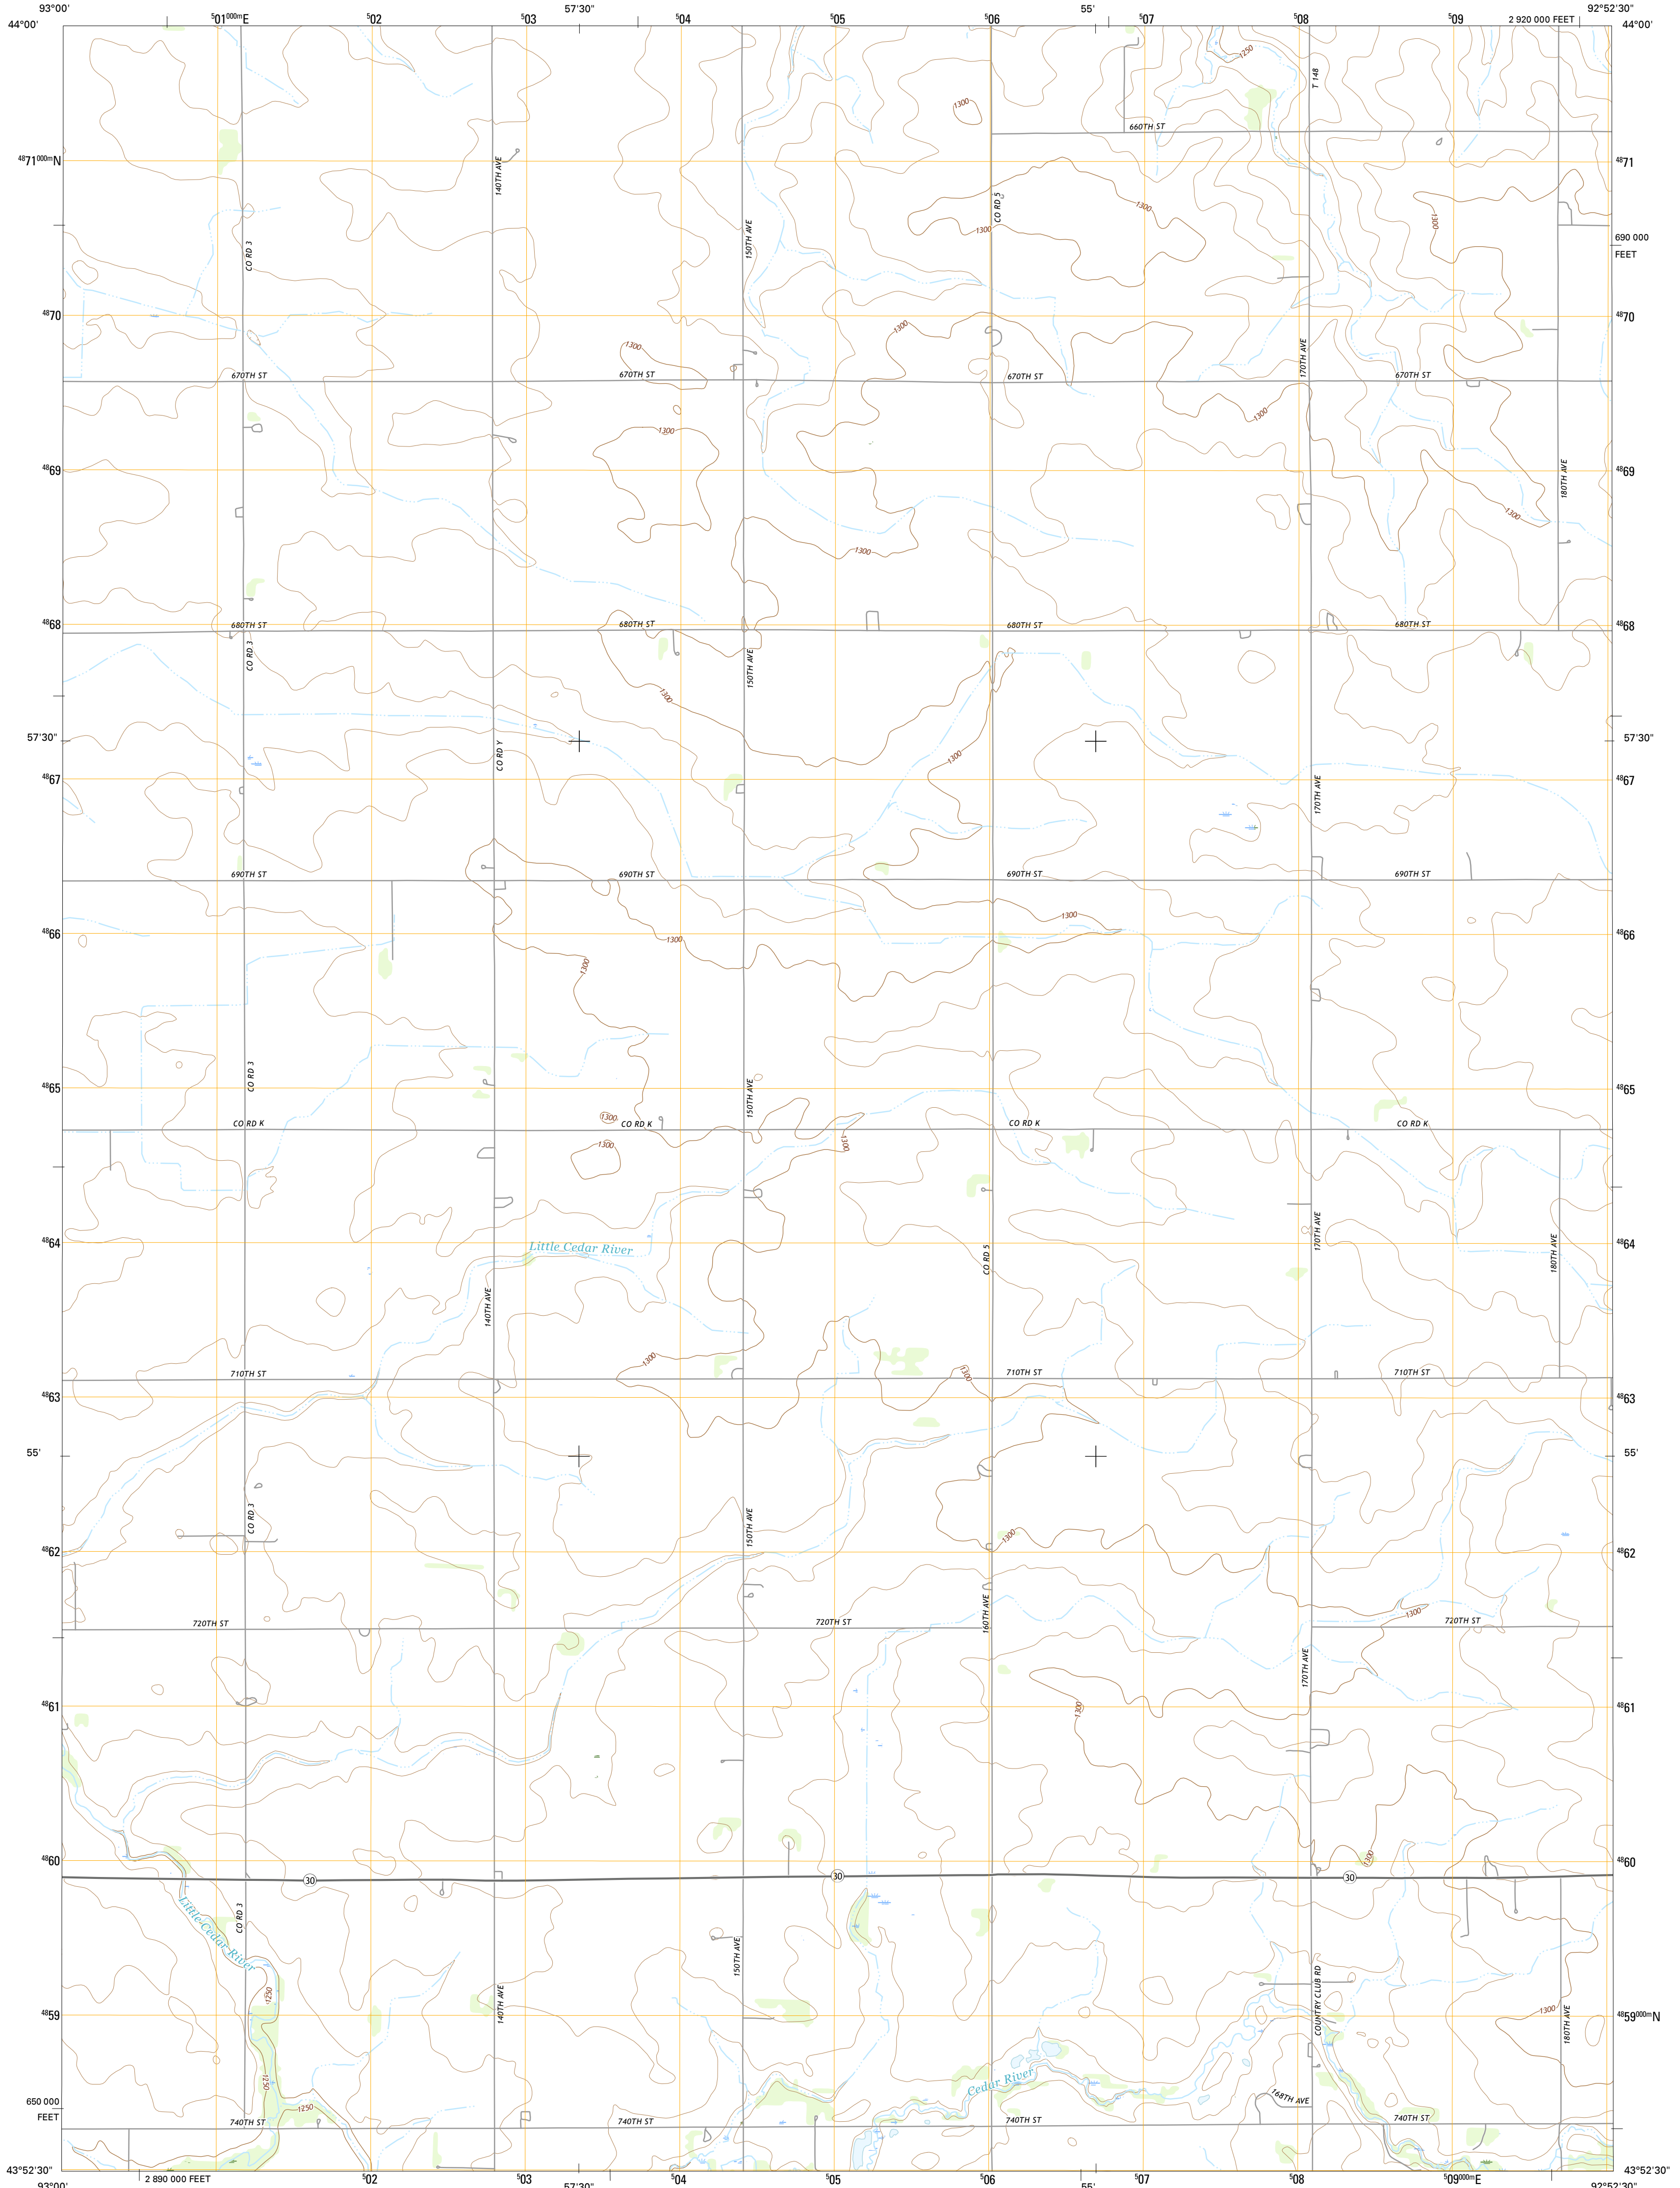 93°00' 501000mE 502 503 57'30" 504 505 506 55' 507 508 509 2 920 000 FEET 92°52'30"
44°00' 44°00'
1250
T 148
1300
660TH ST
4871000mN 4871
140TH AVE
CO RD 5
1300
1300
1300
150TH AVE
CO RD 3
690 000
FEET
4870 4870
1300
1300
170TH AVE
670TH ST 670TH ST 670TH ST 670TH ST
1300
1300
4869 4869
180TH AVE
1300
1300
4868 4868
680TH ST 680TH ST 680TH ST 680TH ST
CO RD 3
150TH AVE
1300
57'30" 57'30"
CO RD Y
1300
4867 4867
170TH AVE
690TH ST 690TH ST 690TH ST 690TH ST
1300
4866 4866
1300
1300
CO RD 3
4865 4865
150TH AVE
1300
CO RD K CO RD K CO RD K CO RD K
1300
1300
170TH AVE
4864 4864
Little Cedar River
CO RD 5
180TH AVE
140TH AVE
1300
710TH ST 710TH ST 710TH ST
1300
4863 4863
55' 55'
CO RD 3
150TH AVE
1300
4862 4862
1300
160TH AVE
720TH ST 720TH ST 720TH ST
170TH AVE
4861 4861
1300
4860 4860
1300
30 30 30
CO RD 3
Little Cedar River
150TH AVE
1250
140TH AVE
COUNTRY CLUB RD
4859 4859000mN
1300
180TH AVE
1250
Cedar River
168TH AVE
650 000
FEET
1250
740TH ST 740TH ST 740TH ST 740TH ST
43°52'30" 43°52'30"
2 890 000 FEET 502 503 504 505 506 507 508 509000mE
93°00' 57'30" 55' 92°52'30"